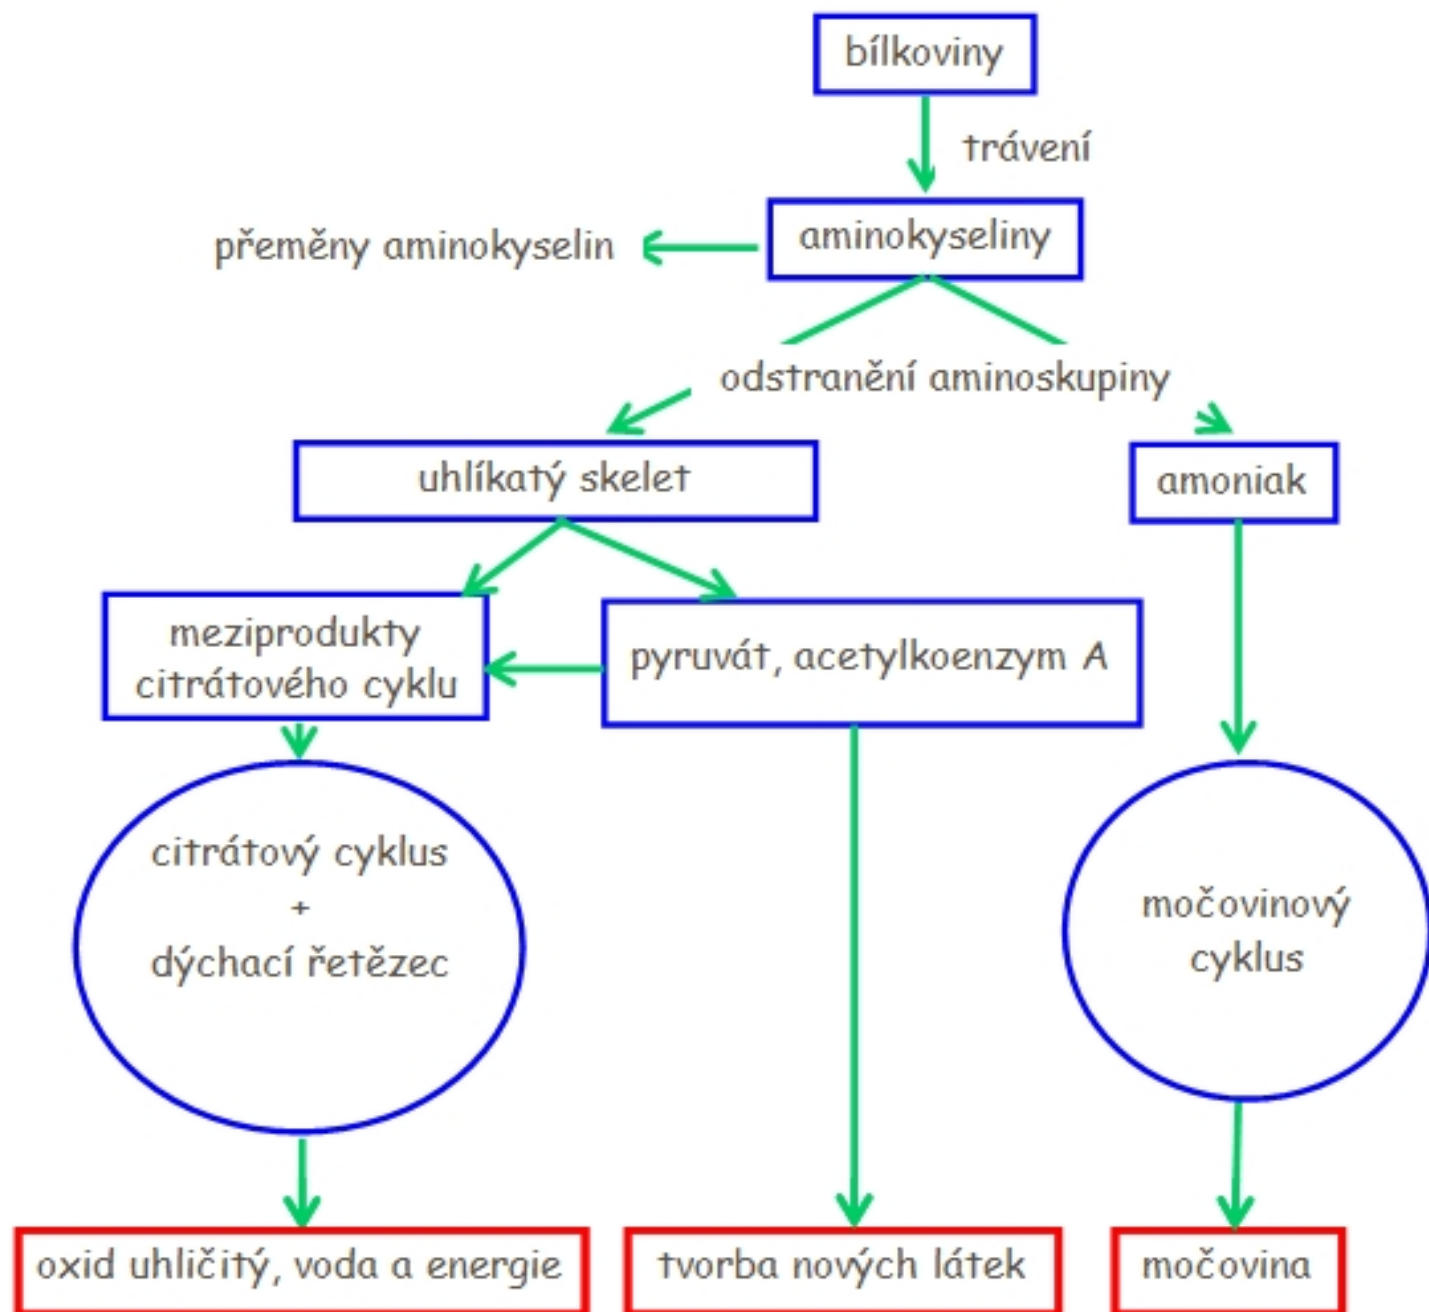 bílkoviny
trávení
přeměny aminokyselin
aminokyseliny
odstranění aminoskupiny
uhlíkatý skelet
amoniak
meziprodukty
citrátového cyklu
pyruvát, acetylkoenzym A
citrátový cyklus
+
dýchací řetězec
močovinový
cyklus
oxid uhličitý, voda a energie
tvorba nových látek
močovina